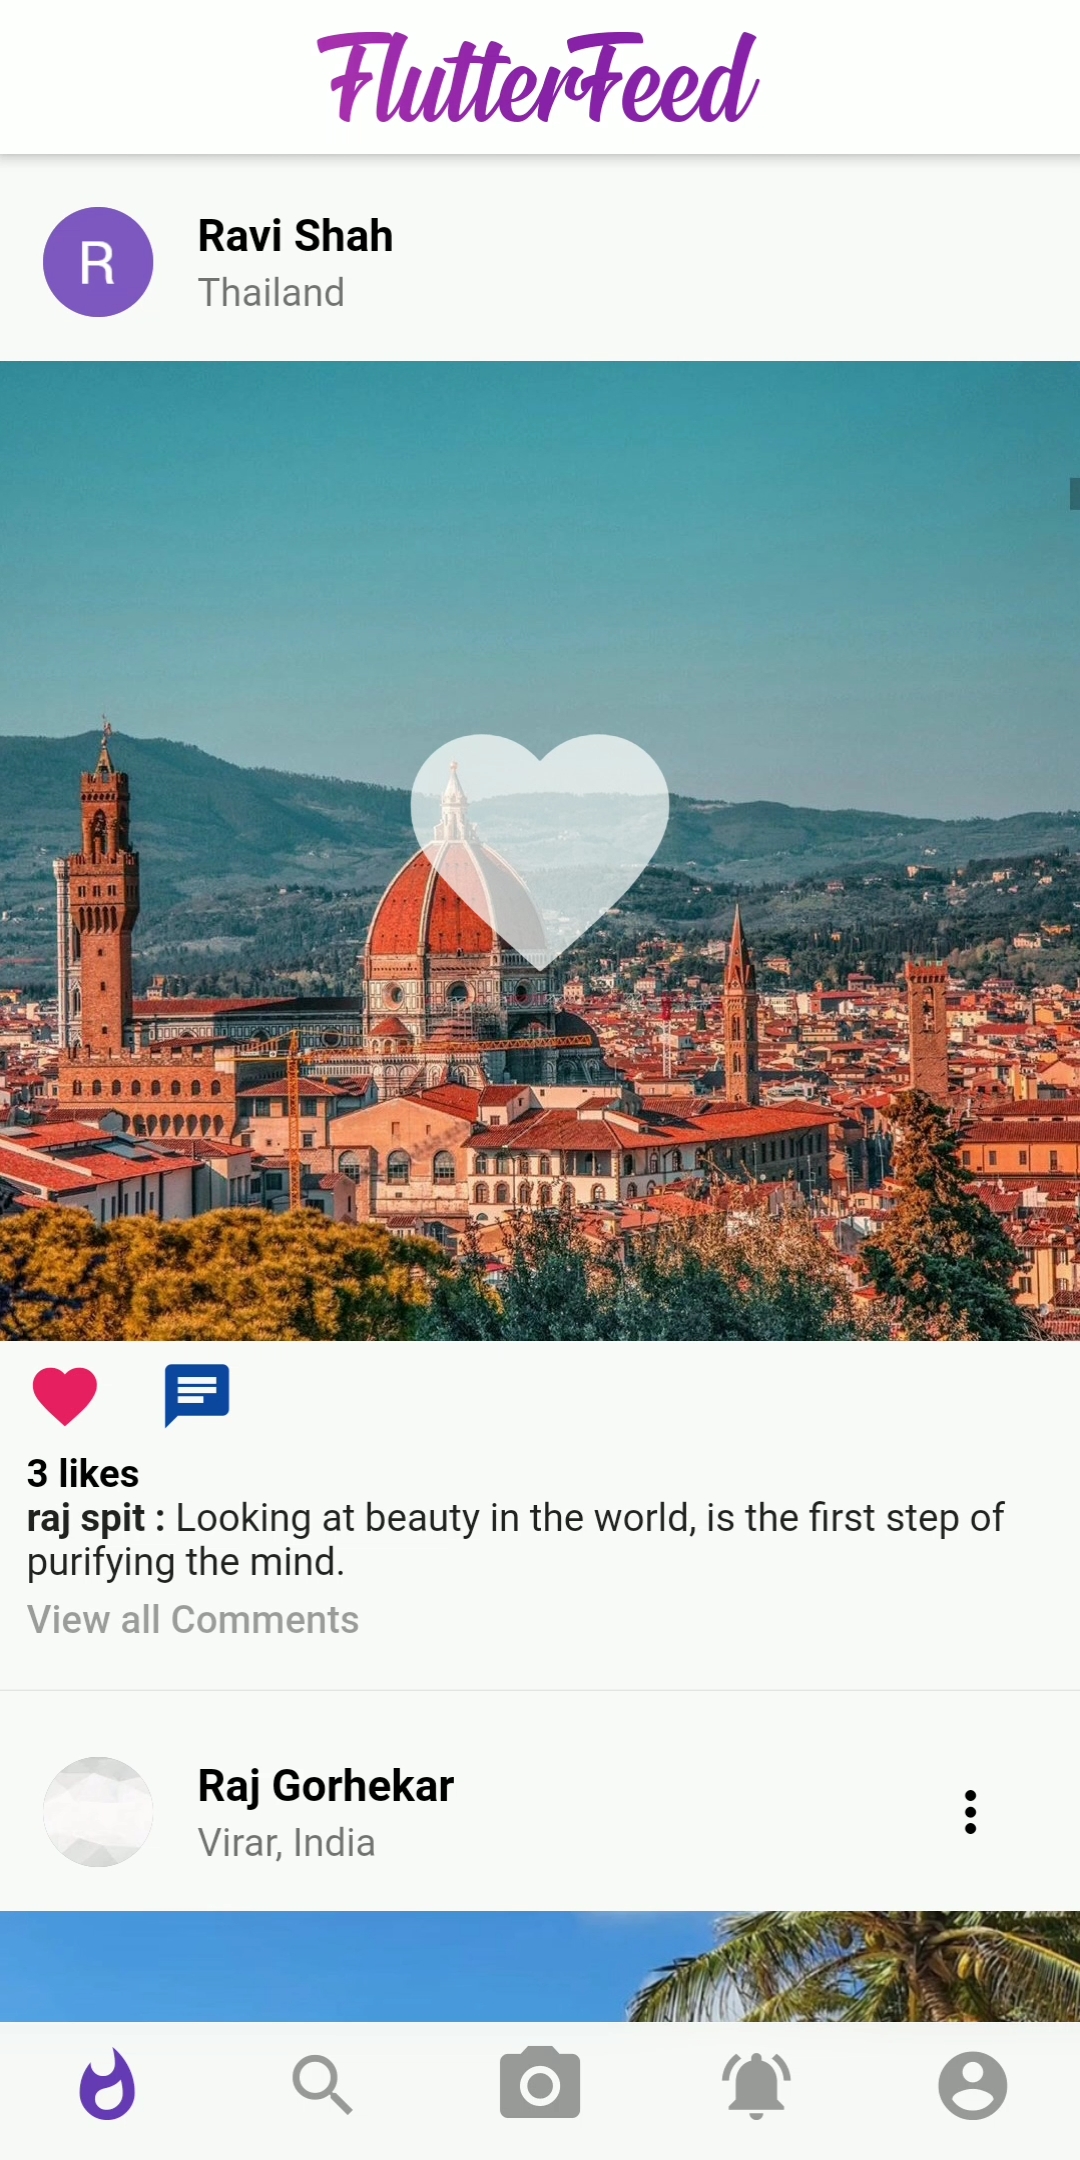 FlutterFeed
R
Ravi Shah
Thailand
3 likes
raj spit : Looking at beauty in the world, is the first step of
purifying the mind.
View all Comments
Raj Gorhekar
Virar, India